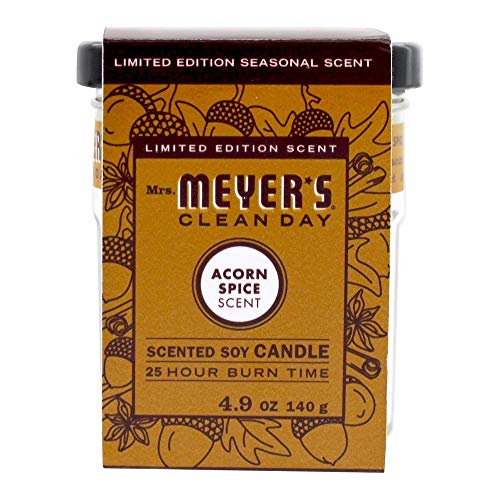 LIMITED EDITION SEASONAL SCENT
LIMITED EDITION SCENT
Mrs. MEYER'S
CLEAN DAY
ACORN
SPICE
SCENT
SCENTED SOY CANDLE
25 HOUR BURN TIME
4.9 OZ 140 g